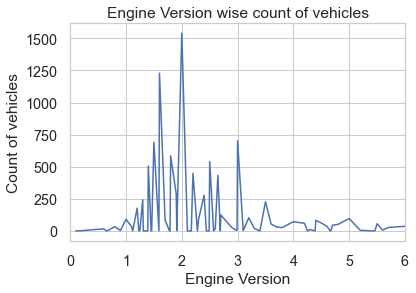 Engine Version wise count of vehicles
Count of vehicles
1500
1250
1000
750
500
250
0
0 1 2 3 4 5 6
Engine Version